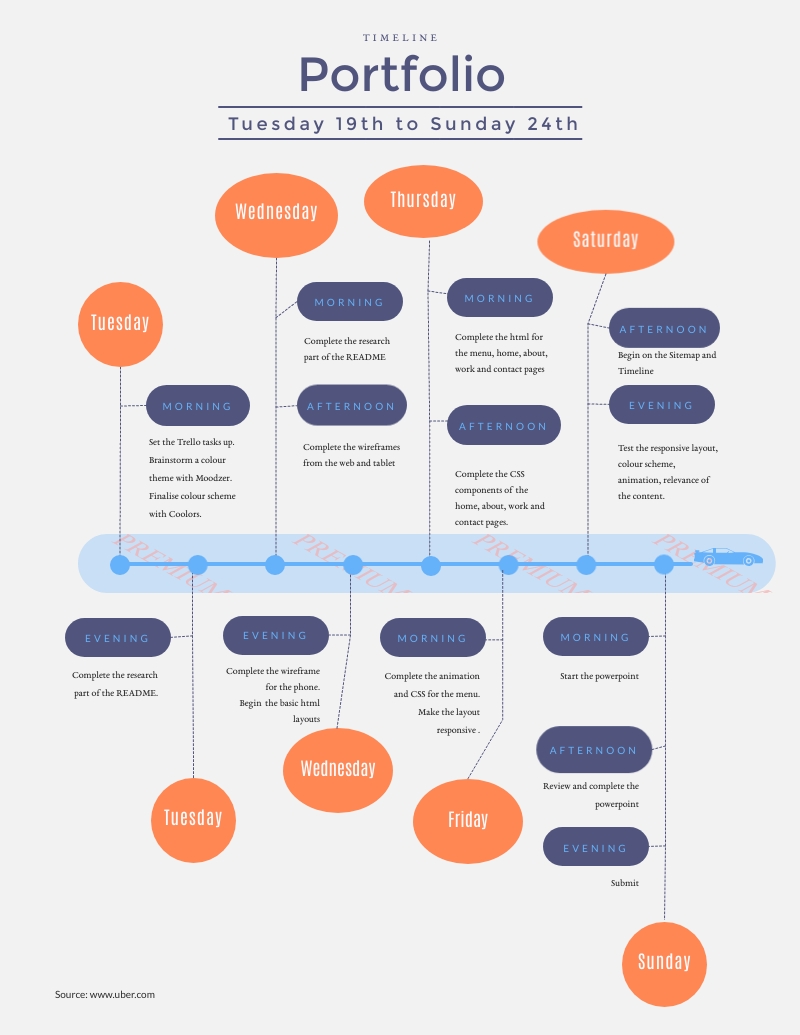 TIMELINE
Portfolio
Tuesday 19th to Sunday 24th
Tuesday
MORNING
Set the Trello tasks up.
Brainstorm a colour
theme with Moodzer.
Finalise colour scheme
with Coolors.
Wednesday
MORNING
Complete the research
part of the README
AFTERNOON
Complete the wireframes
from the web and tablet
Thursday
MORNING
Complete the html for
the menu, home, about,
work and contact pages
AFTERNOON
Complete the CSS
components of the
home, about, work and
contact pages.
Saturday
AFTERNOON
Begin on the Sitemap and
Timeline
EVENING
Test the responsive layout,
colour scheme,
animation, relevance of
the content.
PREMIUM PREMIUM PREMIUM PREMIUM
EVENING
Complete the research
part of the README.
Tuesday
EVENING
Complete the wireframe
for the phone.
Begin the basic html
layouts
Wednesday
MORNING
Complete the animation
and CSS for the menu.
Make the layout
responsive .
Friday
MORNING
Start the powerpoint
AFTERNOON
Review and complete the
powerpoint
EVENING
Submit
Sunday
Source: www.uber.com